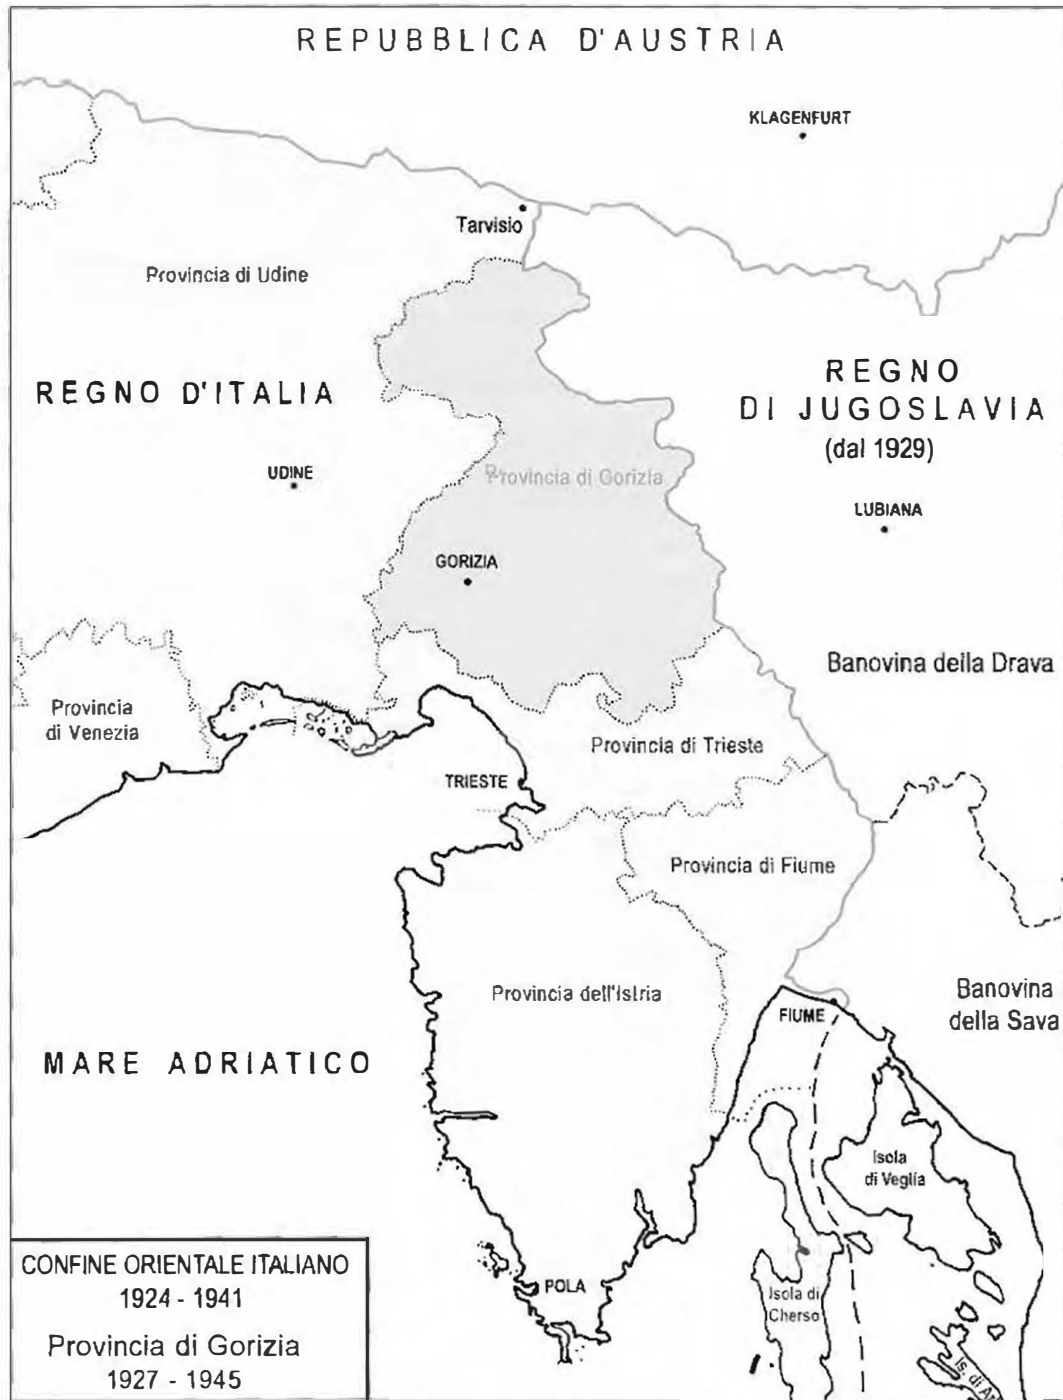 REPUBBLICA D'AUSTRIA
KLAGENFURT
Tarvisio
Provincia di Udine
REGNO D'ITALIA
REGNO
DI JUGOSLAVIA
(dal 1929)
UDINE
Provincia di Gorizia
LUBIANA
GORIZIA
Banovina della Drava
Provincia
di Venezia
Provincia di Trieste
TRIESTE
Provincia di Fiume
Provincia dell'Istria
Banovina
della Sava
FIUME
MARE ADRIATICO
Isola
di Veglia
POLA
Isola di
Cherso
Is. di
CONFINE ORIENTALE ITALIANO
1924 - 1941
Provincia di Gorizia
1927 - 1945